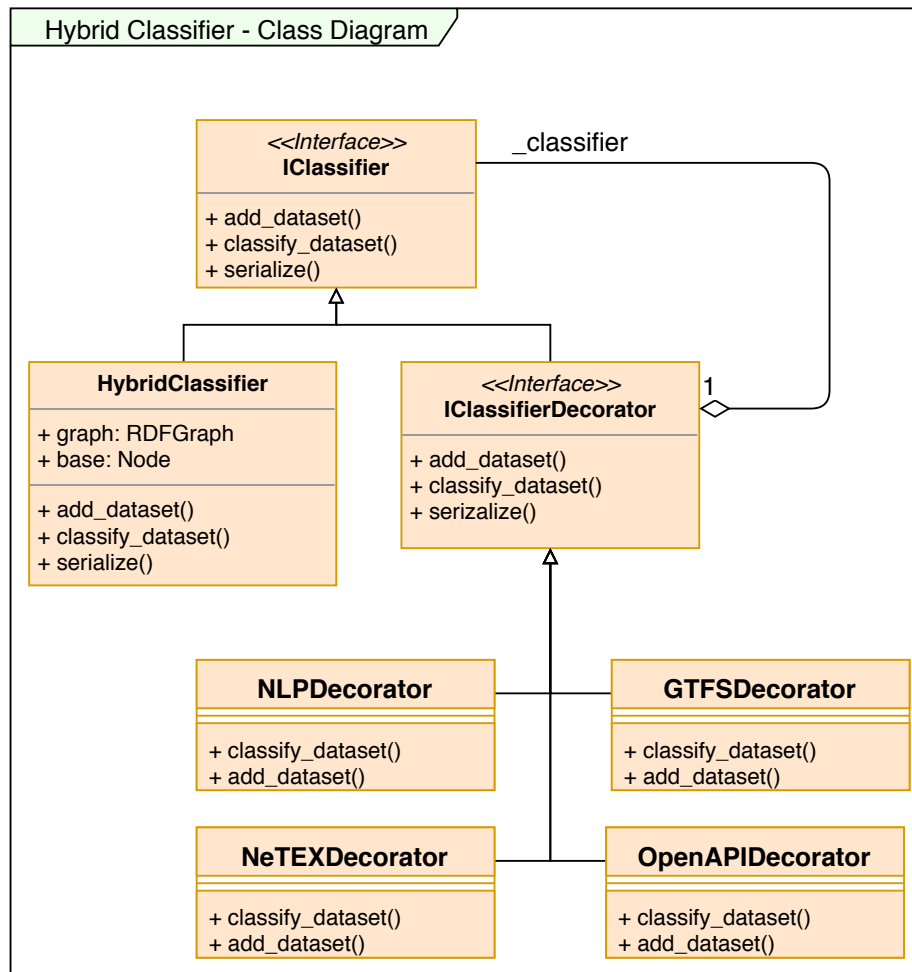 Hybrid Classifier - Class Diagram
<<Interface>>
IClassifier
+ add_dataset()
+ classify_dataset()
+ serialize()
_classifier
HybridClassifier
+ graph: RDFGraph
+ base: Node
+ add_dataset()
+ classify_dataset()
+ serialize()
<<Interface>>
IClassifierDecorator
+ add_dataset()
+ classify_dataset()
+ serizalize()
1
NLPDecorator
+ classify_dataset()
+ add_dataset()
GTFSDecorator
+ classify_dataset()
+ add_dataset()
NeTEXDecorator
+ classify_dataset()
+ add_dataset()
OpenAPIDecorator
+ classify_dataset()
+ add_dataset()